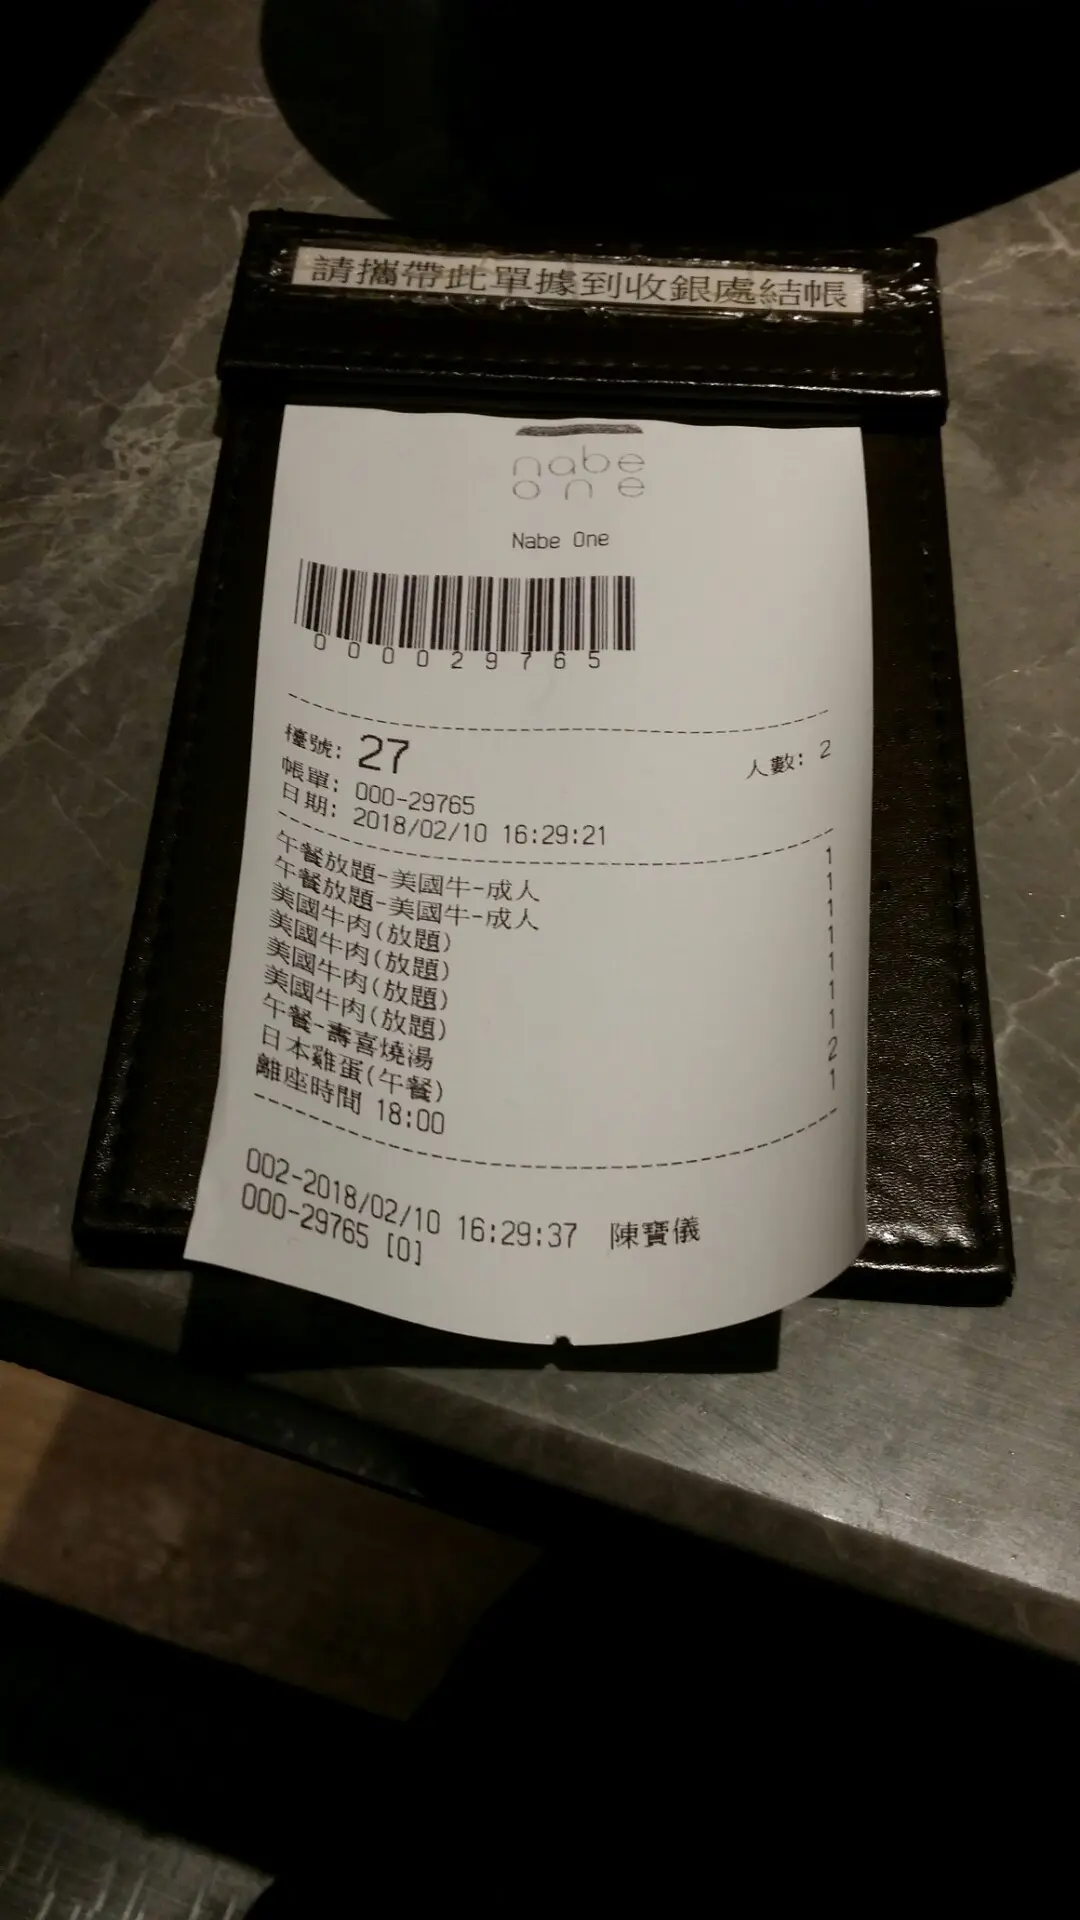 請攜帶此單據到收銀處結帳
nabe
one
Nabe One
000029765
檯號: 27 人數: 2
帳單: 000-29765
日期: 2018/02/10 16:29:21
午餐放題-美國牛-成人 1
午餐放題-美國牛-成人 1
美國牛肉(放題) 1
美國牛肉(放題) 1
美國牛肉(放題) 1
美國牛肉(放題) 1
午餐-壽喜燒湯 1
日本雞蛋(午餐) 2
離座時間 18:00 1
002-2018/02/10 16:29:37 陳寶儀
000-29765 [0]